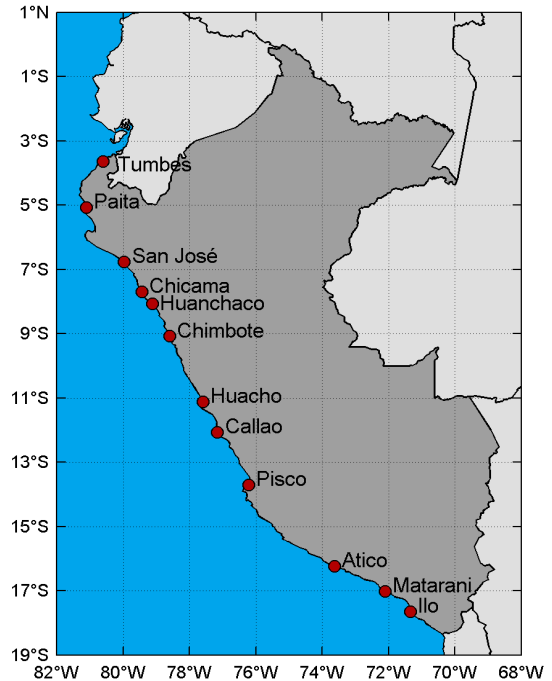 1°N
1°S
3°S
Tumbes
5°S
Paita
San José
7°S
Chicama
Huanchaco
9°S
Chimbote
11°S
Huacho
Callao
13°S
Pisco
15°S
Atico
17°S
Matarani
Ilo
19°S
82°W 80°W 78°W 76°W 74°W 72°W 70°W 68°W